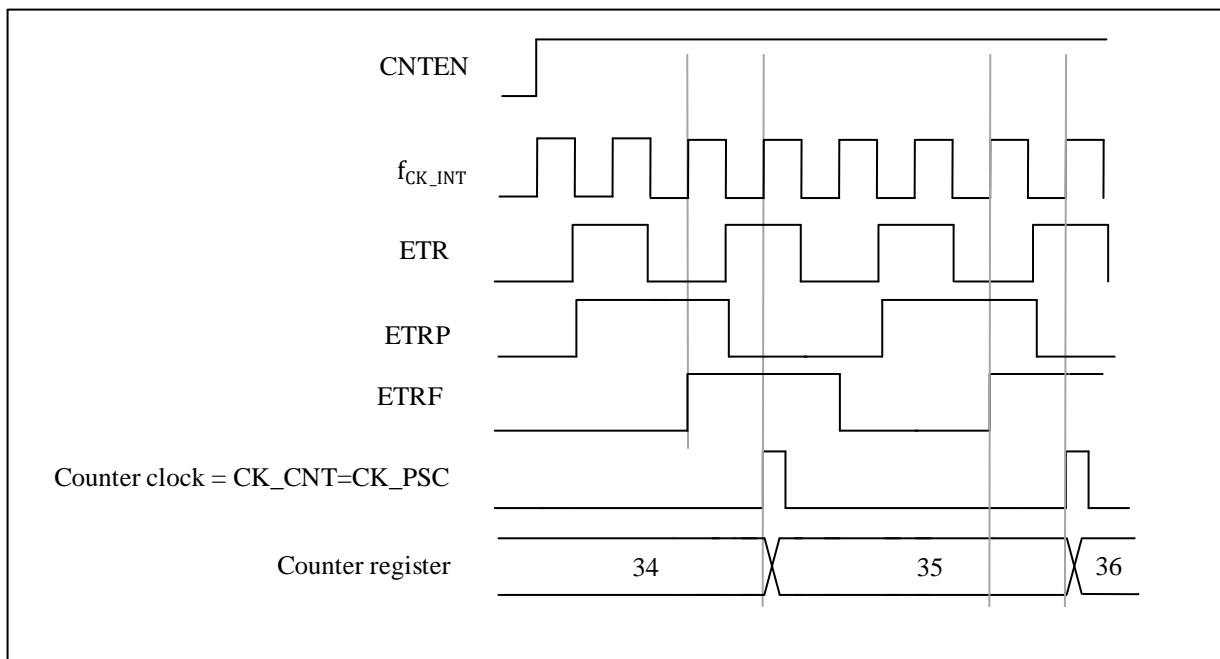 CNTEN
fCK_INT
ETR
ETRP
ETRF
Counter clock = CK_CNT=CK_PSC
Counter register
34
35
36